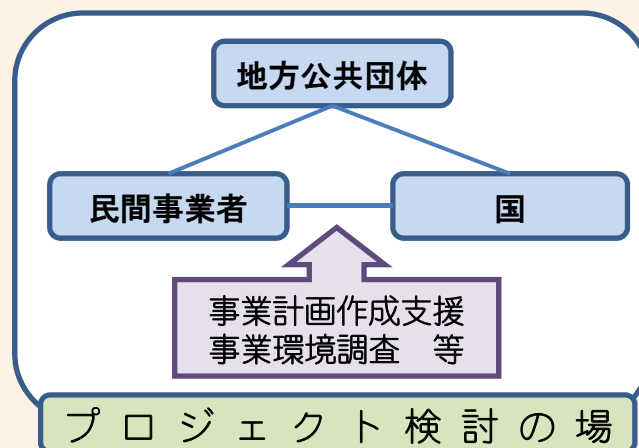 地方公共団体
民間事業者
国
事業計画作成支援
事業環境調査　等
プロジェクト検討の場